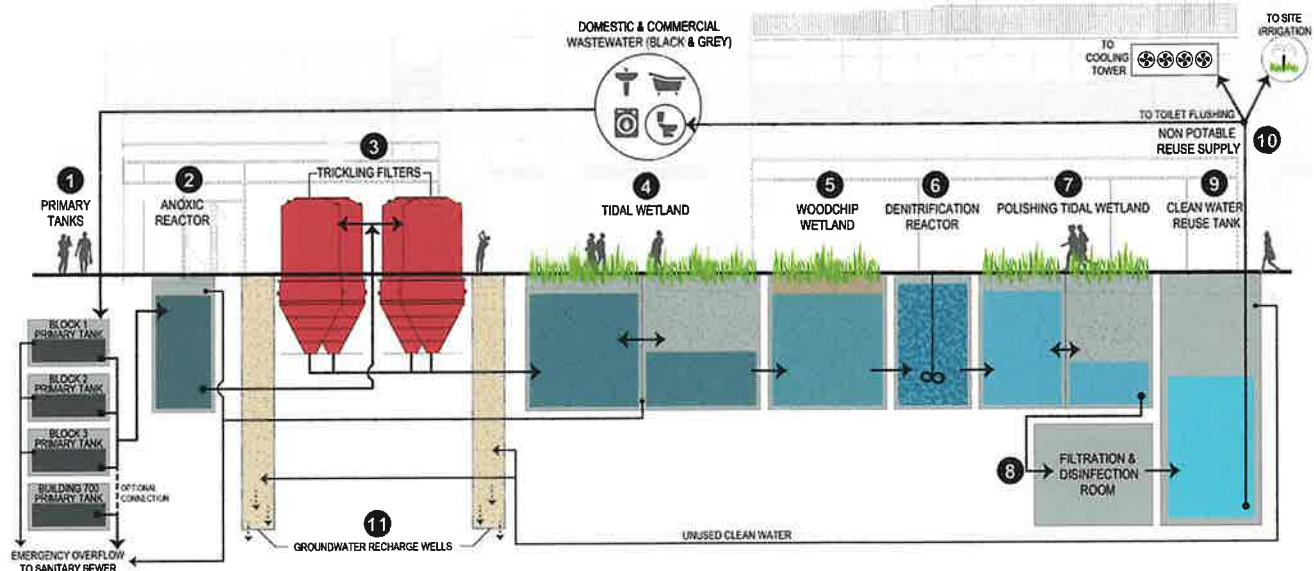 DOMESTIC & COMMERCIAL
WASTEWATER (BLACK & GREY)
TO
COOLING
TOWER
TO SITE
IRRIGATION
TO TOILET FLUSHING
NON POTABLE
REUSE SUPPLY
10
1
PRIMARY
TANKS
2
ANOXIC
REACTOR
3
TRICKLING FILTERS
4
TIDAL WETLAND
5
WOODCHIP
WETLAND
6
DENITRIFICATION
REACTOR
7
POLISHING TIDAL WETLAND
9
CLEAN WATER
REUSE TANK
BLOCK 1
PRIMARY TANK
BLOCK 2
PRIMARY TANK
BLOCK 3
PRIMARY TANK
BUILDING 700
PRIMARY TANK
OPTIONAL
CONNECTION
EMERGENCY OVERFLOW
TO SANITARY SEWER
8
FILTRATION &
DISINFECTION
ROOM
11
GROUNDWATER RECHARGE WELLS
UNUSED CLEAN WATER